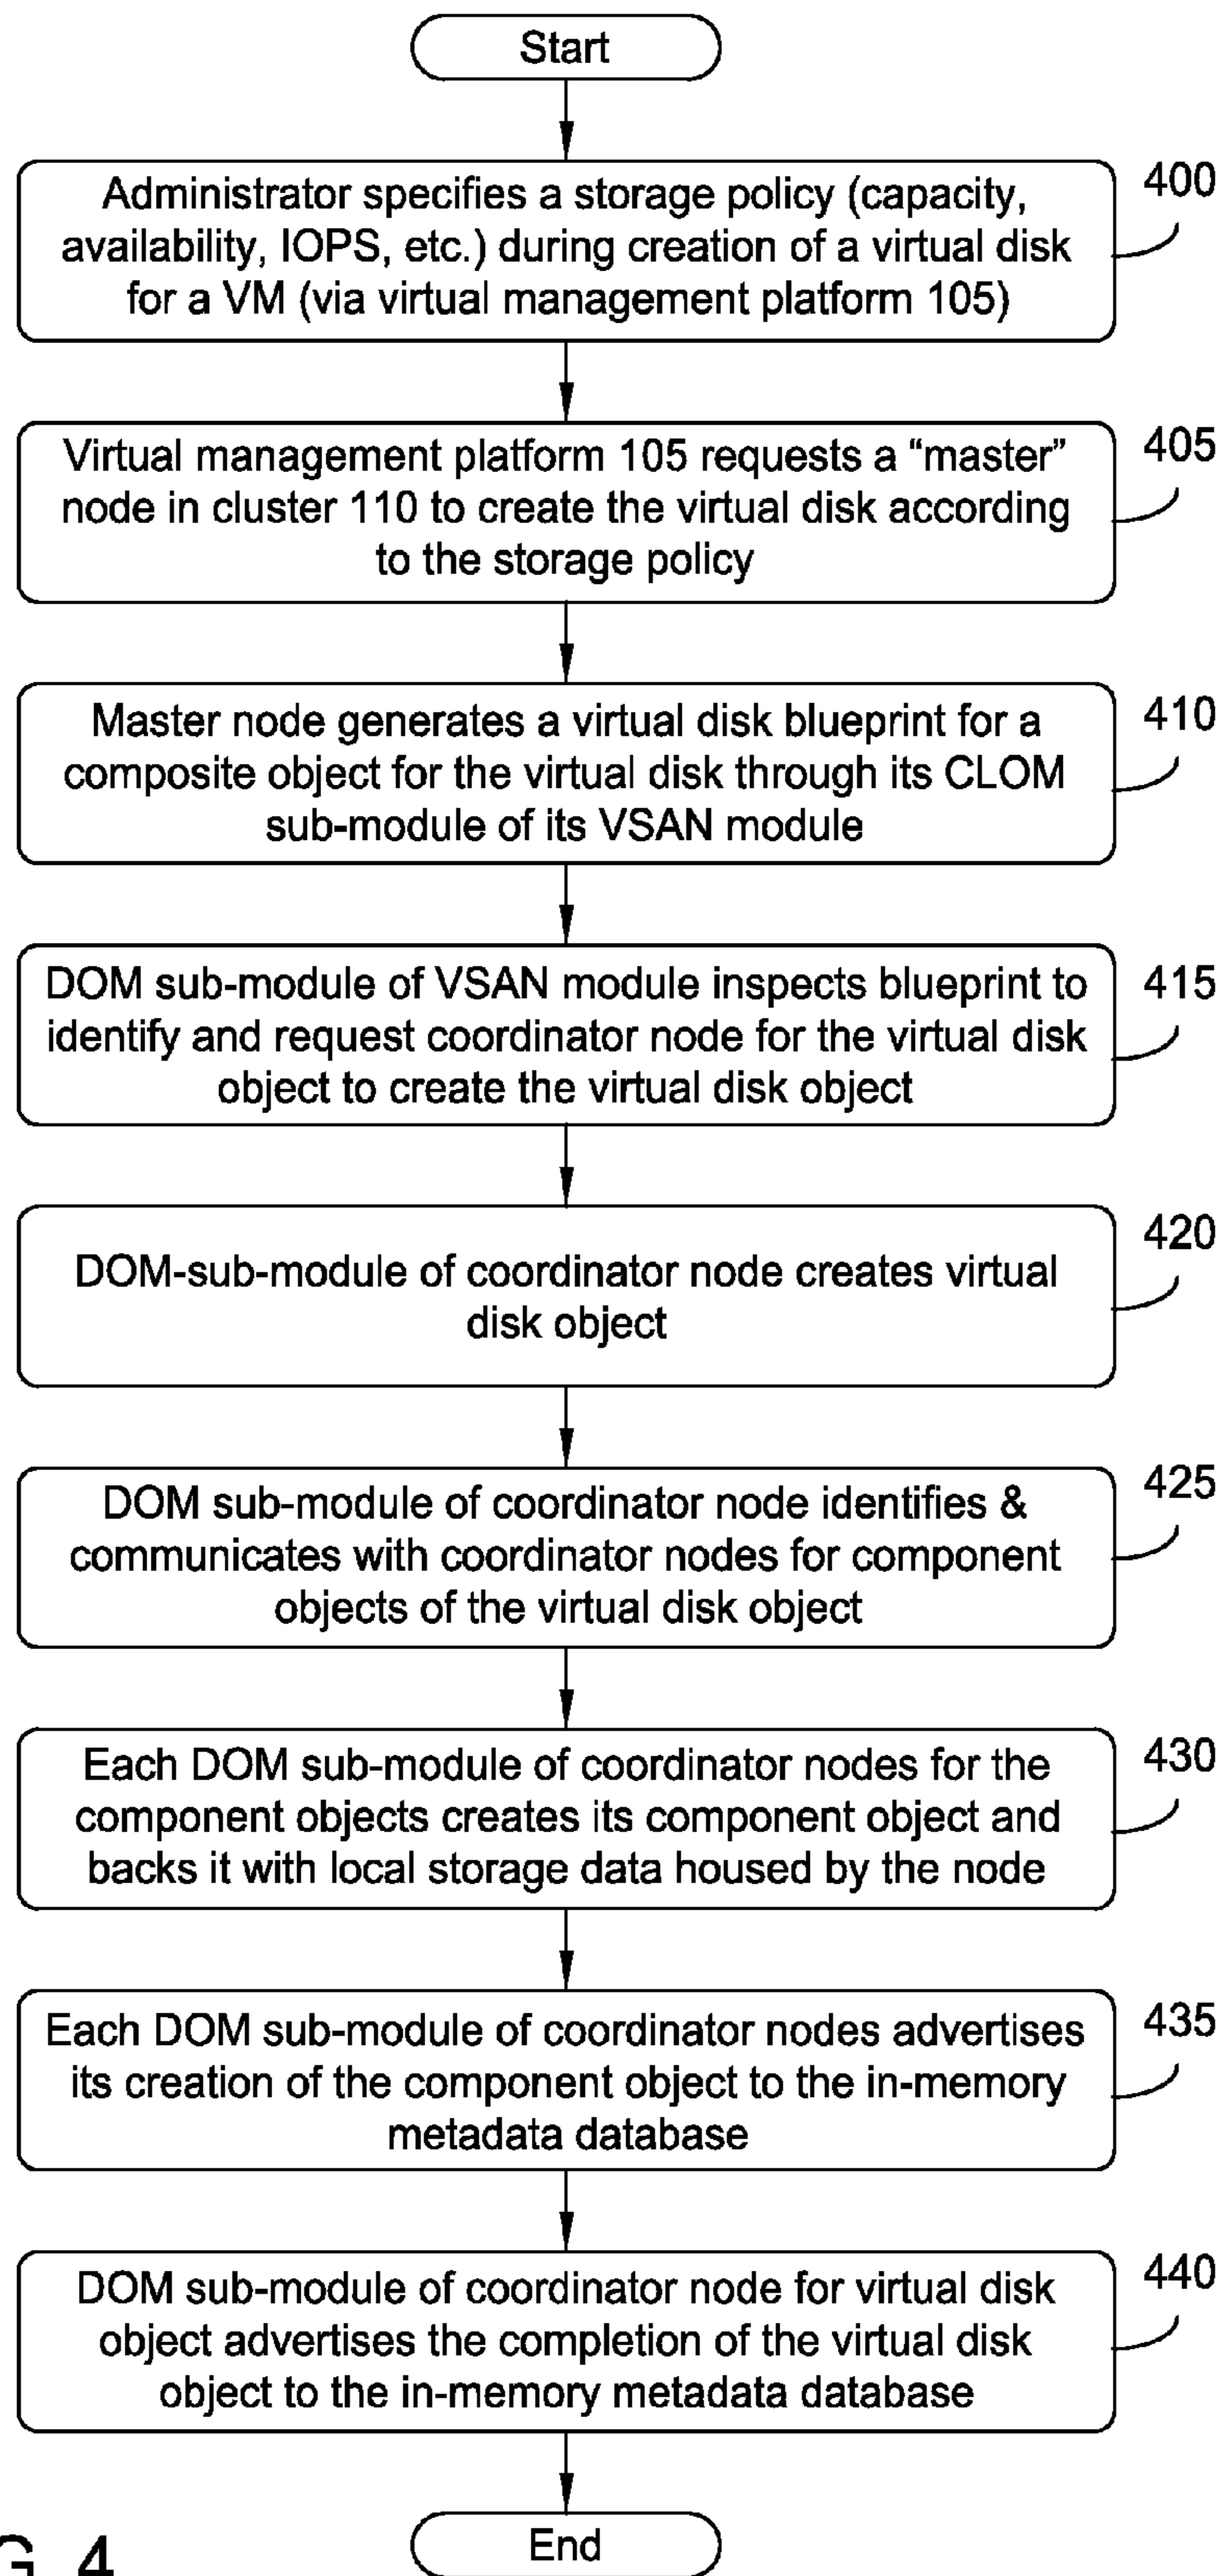 Start
Administrator specifies a storage policy (capacity,
availability, IOPS, etc.) during creation of a virtual disk
for a VM (via virtual management platform 105)
400
Virtual management platform 105 requests a “master”
node in cluster 110 to create the virtual disk according
to the storage policy
405
Master node generates a virtual disk blueprint for a
composite object for the virtual disk through its CLOM
sub-module of its VSAN module
410
DOM sub-module of VSAN module inspects blueprint to
identify and request coordinator node for the virtual disk
object to create the virtual disk object
415
DOM-sub-module of coordinator node creates virtual
disk object
420
DOM sub-module of coordinator node identifies &
communicates with coordinator nodes for component
objects of the virtual disk object
425
Each DOM sub-module of coordinator nodes for the
component objects creates its component object and
backs it with local storage data housed by the node
430
Each DOM sub-module of coordinator nodes advertises
its creation of the component object to the in-memory
metadata database
435
DOM sub-module of coordinator node for virtual disk
object advertises the completion of the virtual disk
object to the in-memory metadata database
440
End
G 4